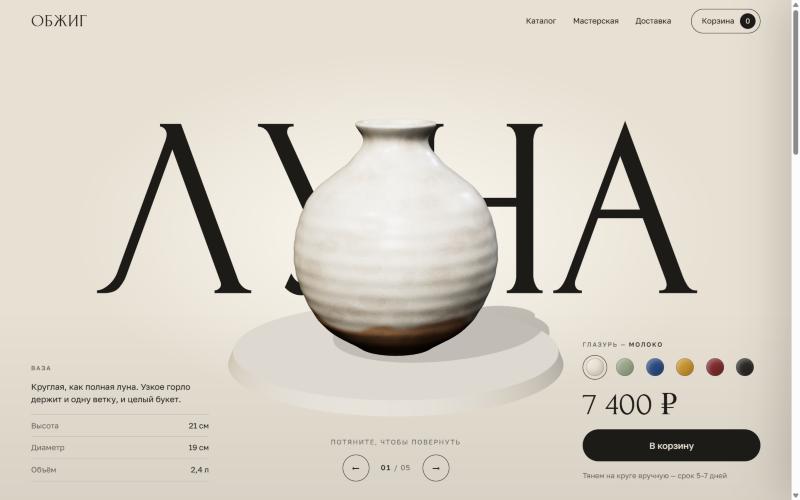 ОБЖИГ
Каталог Мастерская Доставка Корзина 0
ЛУНА
ВАЗА
Круглая, как полная луна. Узкое горло
держит и одну ветку, и целый букет.
Высота 21 см
Диаметр 19 см
Объём 2,4 л
ПОТЯНИТЕ, ЧТОБЫ ПОВЕРНУТЬ
← 01 / 05 →
ГЛАЗУРЬ — МОЛОКО
7 400 ₽
В корзину
Тянем на круге вручную — срок 5–7 дней